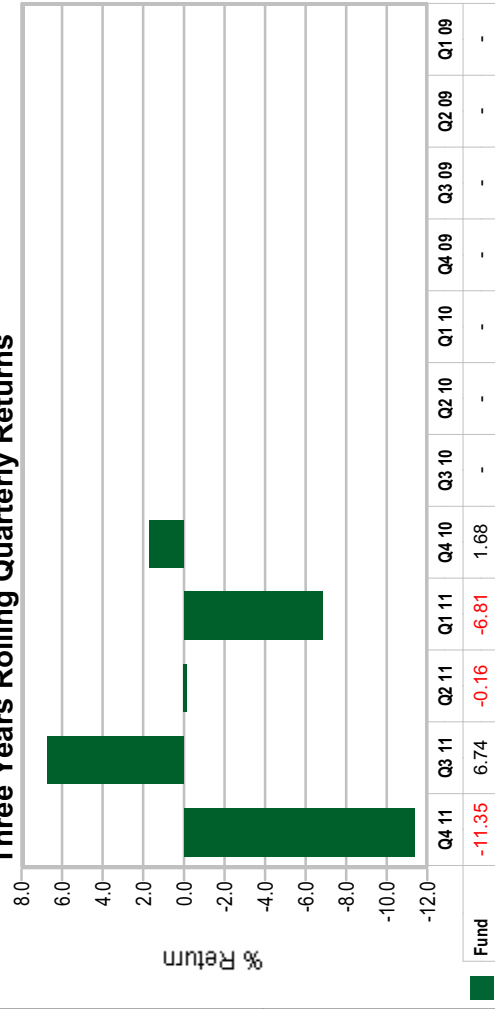 Three Years Rolling Quarterly Returns
8.0
6.0
4.0
2.0
0.0
-2.0
-4.0
-6.0
-8.0
-10.0
-12.0
% Return
Q4 11 Q3 11 Q2 11 Q1 11 Q4 10 Q3 10 Q2 10 Q1 10 Q4 09 Q3 09 Q2 09 Q1 09
Fund -11.35 6.74 -0.16 -6.81 1.68 - - - - - - -